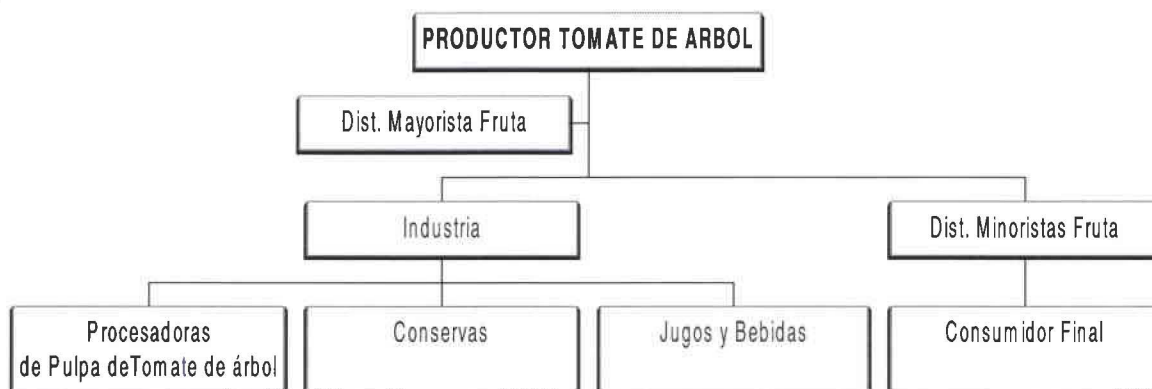 PRODUCTOR TOMATE DE ARBOL
Dist. Mayorista Fruta
Industria
Dist. Minoristas Fruta
Procesadoras
de Pulpa deTomate de árbol
Conservas
Jugos y Bebidas
Consumidor Final